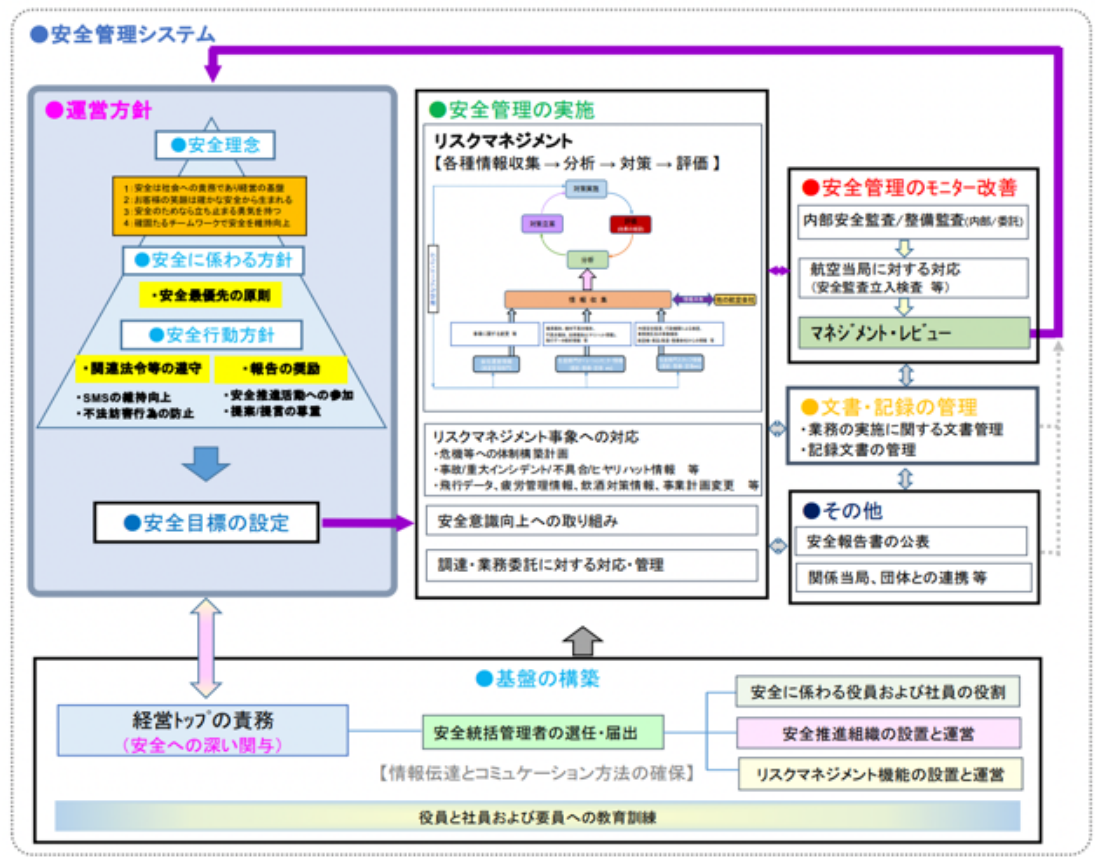 ●安全管理システム
●運営方針
●安全理念
1:安全は社会への責務であり経営の基盤
2:お客様の笑顔は確かな安全から生まれる
3:安全のためなら立ち止まる勇気を持つ
4:確固たるチームワークで安全を維持向上
●安全に係わる方針
・安全最優先の原則
●安全行動方針
・関連法令等の遵守
・報告の奨励
・SMSの維持向上
・不法妨害行為の防止
・安全推進活動への参加
・提案/提言の尊重
●安全目標の設定
●安全管理の実施
リスクマネジメント
【各種情報収集→分析→対策→評価】
対策実施
対策立案
評価
分析
情報収集
情報共有
他の航空会社
リスクマネジメント事象への対応
・危機等への体制構築計画
・事故/重大インシデント/不具合/ヒヤリハット情報 等
・飛行データ、疲労管理情報、飲酒対策情報、事業計画変更 等
安全意識向上への取り組み
調達・業務委託に対する対応・管理
●安全管理のモニター改善
内部安全監査/整備監査(内部/委託)
航空当局に対する対応
(安全監査立入検査 等)
マネジメント・レビュー
●文書・記録の管理
・業務の実施に関する文書管理
・記録文書の管理
●その他
安全報告書の公表
関係当局、団体との連携 等
●基盤の構築
経営トップの責務
(安全への深い関与)
安全統括管理者の選任・届出
安全に係わる役員および社員の役割
安全推進組織の設置と運営
リスクマネジメント機能の設置と運営
【情報伝達とコミュケーション方法の確保】
役員と社員および要員への教育訓練